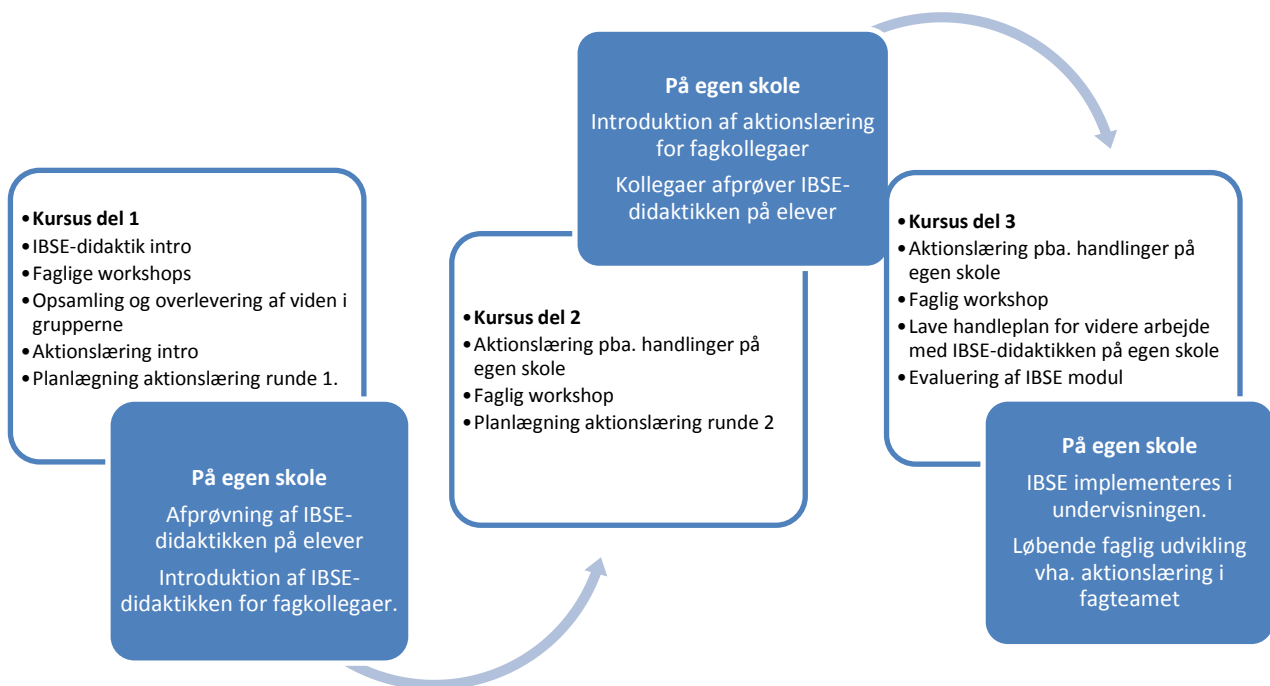 •Kursus del 1
•IBSE-didaktik intro
•Faglige workshops
•Opsamling og overlevering af viden i
grupperne
•Aktionslæring intro
•Planlægning aktionslæring runde 1.
På egen skole
Afprøvning af IBSE-
didaktikken på elever
Introduktion af IBSE-
didaktikken for fagkollegaer.
•Kursus del 2
•Aktionslæring pba. handlinger på
egen skole
•Faglig workshop
•Planlægning aktionslæring runde 2
På egen skole
Introduktion af aktionslæring
for fagkollegaer
Kollegaer afprøver IBSE-
didaktikken på elever
•Kursus del 3
•Aktionslæring pba. handlinger på
egen skole
•Faglig workshop
•Lave handleplan for videre arbejde
med IBSE-didaktikken på egen skole
•Evaluering af IBSE modul
På egen skole
IBSE implementeres i
undervisningen.
Løbende faglig udvikling
vha. aktionslæring i
fagteamet